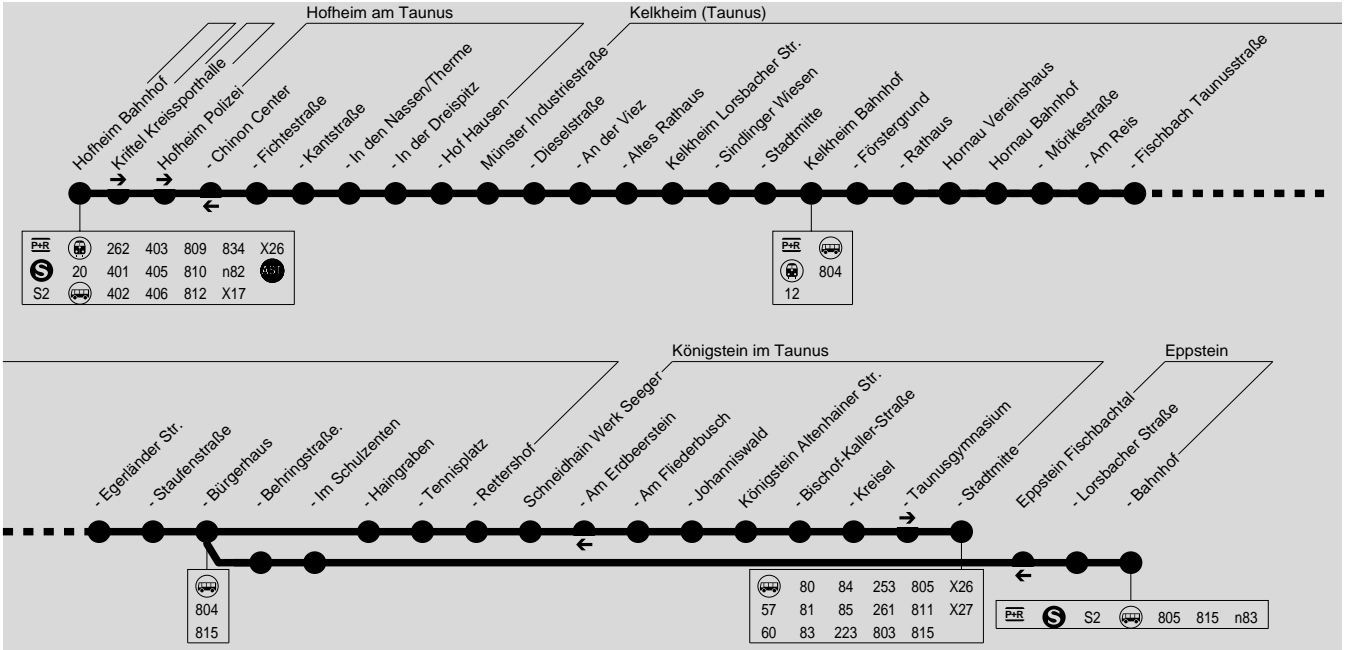 Hofheim am Taunus
Kelkheim (Taunus)
Hofheim Bahnhof
Kriftel Kreissporthalle
Hofheim Polizei
- Chinon Center
- Fichtestraße
- Kantstraße
- In den Nassen/Therme
- In der Dreispitz
- Hof Hausen
Münster Industriestraße
- Dieselstraße
- An der Viez
- Altes Rathaus
Kelkheim Lorsbacher Str.
- Sindlinger Wiesen
- Stadtmitte
Kelkheim Bahnhof
- Förstergrund
- Rathaus
Hornau Vereinshaus
Hornau Bahnhof
- Mörikestraße
- Am Reis
- Fischbach Taunusstraße
P+R 262 403 809 834 X26
S 20 401 405 810 n82 AST
S2 402 406 812 X17
P+R
804
12
Königstein im Taunus
Eppstein
- Egerländer Str.
- Staufenstraße
- Bürgerhaus
- Behringstraße.
- Im Schulzenten
- Haingraben
- Tennisplatz
- Rettershof
Schneidhain Werk Seeger
- Am Erdbeerstein
- Am Fliederbusch
- Johanniswald
Königstein Altenhainer Str.
- Bischof-Kaller-Straße
- Kreisel
- Taunusgymnasium
- Stadtmitte
Eppstein Fischbachtal
- Lorsbacher Straße
- Bahnhof
804
815
80 84 253 805 X26
57 81 85 261 811 X27
60 83 223 803 815
P+R S S2 805 815 n83